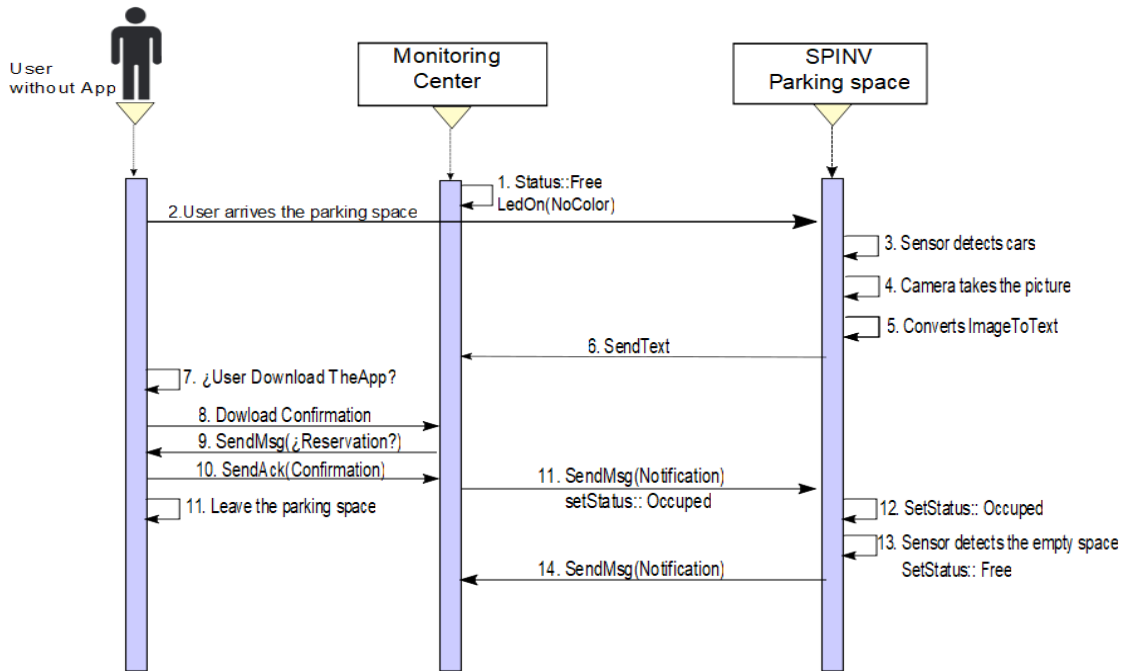 User
without App
Monitoring
Center
SPINV
Parking space
1. Status::Free
LedOn(NoColor)
2.User arrives the parking space
3. Sensor detects cars
4. Camera takes the picture
5. Converts ImageToText
6. SendText
7. ¿User Download TheApp?
8. Dowload Confirmation
9. SendMsg(¿Reservation?)
10. SendAck(Confirmation)
11. SendMsg(Notification)
setStatus:: Occuped
11. Leave the parking space
12. SetStatus:: Occuped
13. Sensor detects the empty space
SetStatus:: Free
14. SendMsg(Notification)